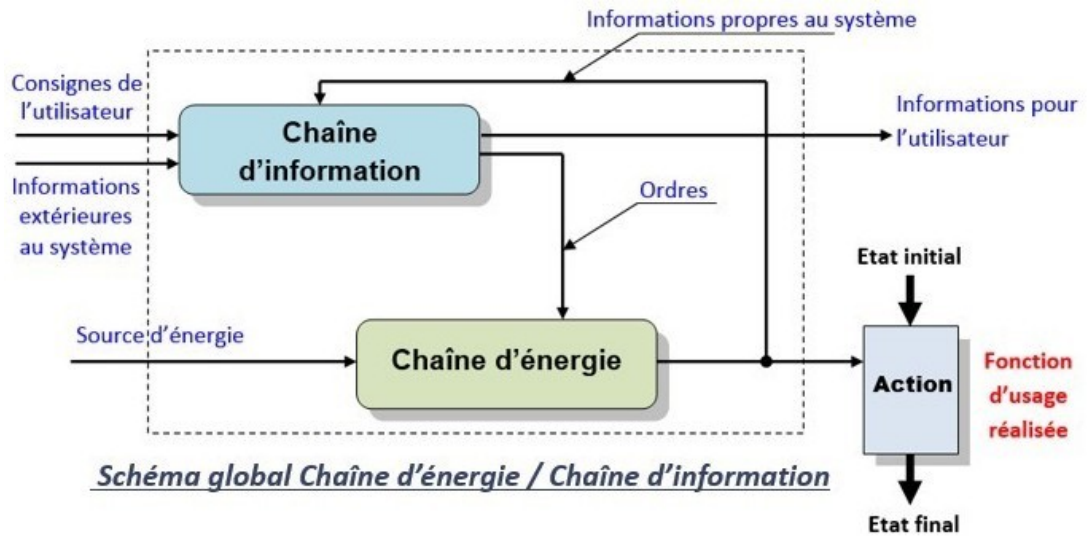 Informations propres au système
Consignes de
l'utilisateur
Chaîne
d'information
Informations pour
l'utilisateur
Informations
extérieures
au système
Ordres
Etat initial
Source d'énergie
Chaîne d'énergie
Action
Fonction
d'usage
réalisée
Schéma global Chaîne d'énergie / Chaîne d'information
Etat final